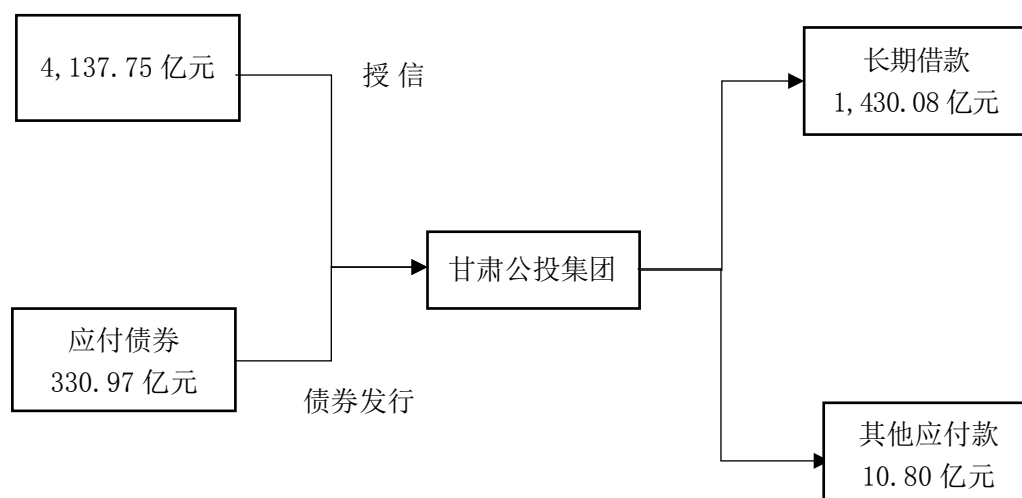 4,137.75 亿元
授 信
长期借款
1,430.08 亿元
甘肃公投集团
应付债券
330.97 亿元
债券发行
其他应付款
10.80 亿元